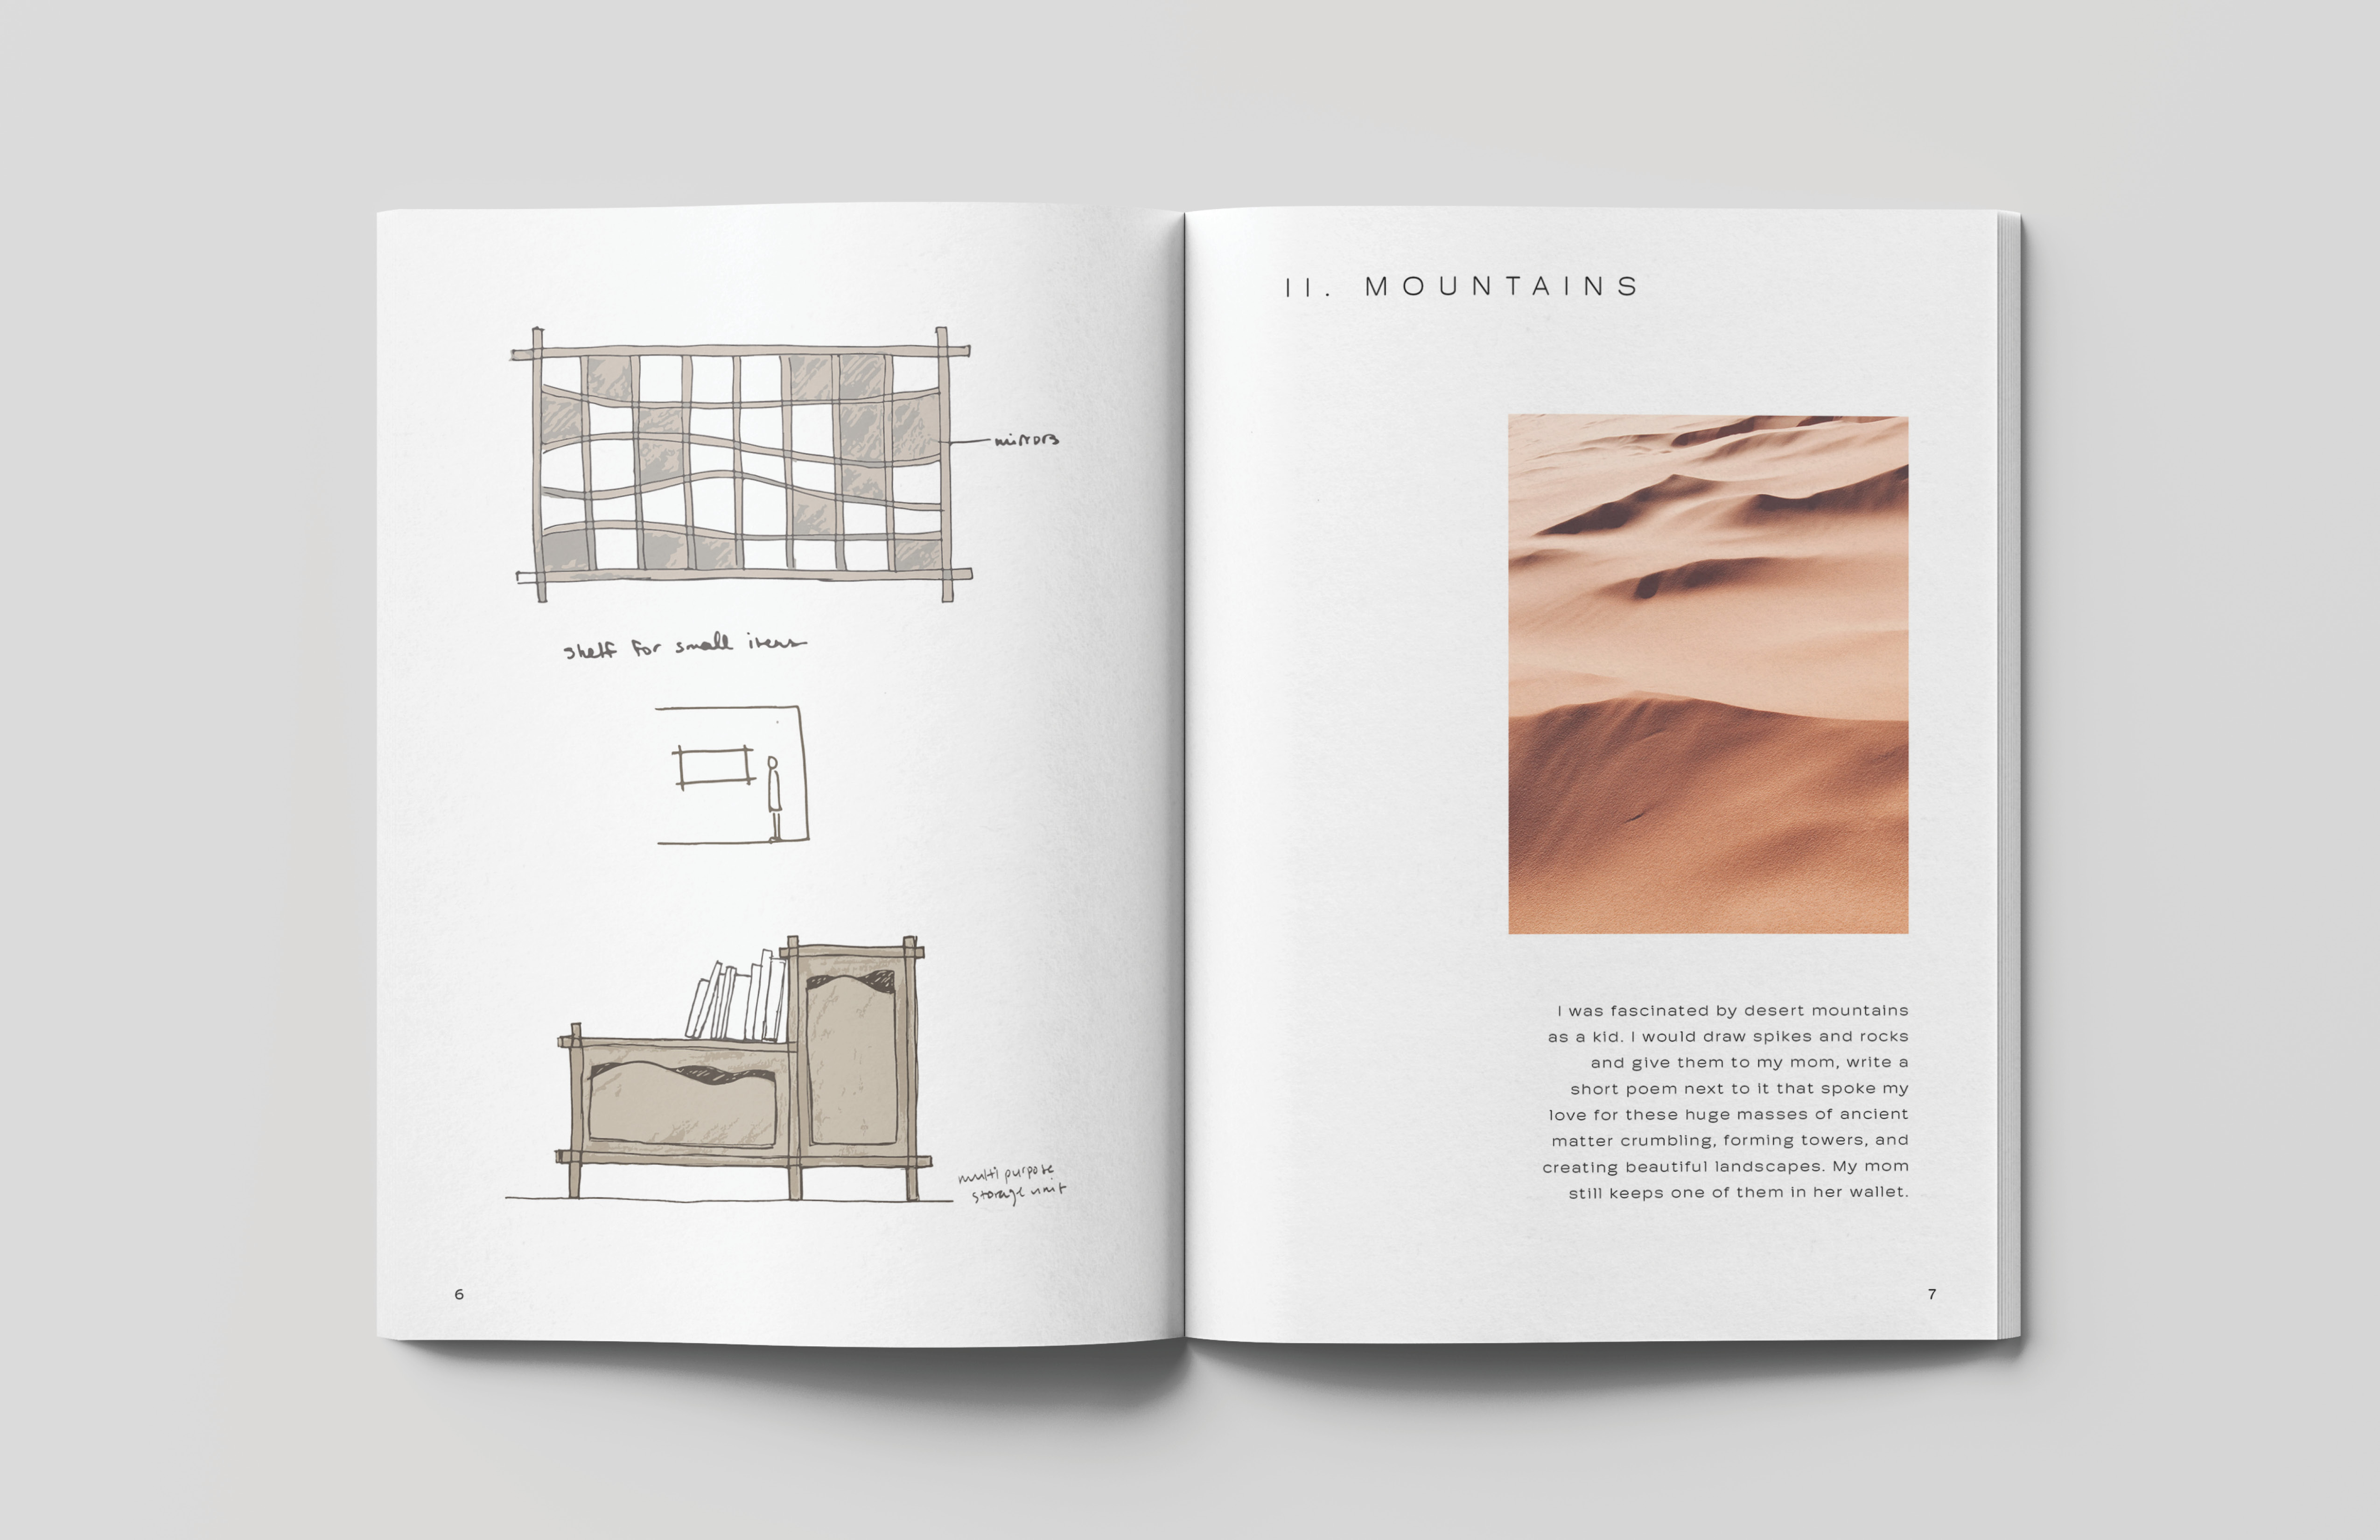 mirrors
shelf for small items
multi purpose
storage unit
6
II. MOUNTAINS
I was fascinated by desert mountains
as a kid. I would draw spikes and rocks
and give them to my mom, write a
short poem next to it that spoke my
love for these huge masses of ancient
matter crumbling, forming towers, and
creating beautiful landscapes. My mom
still keeps one of them in her wallet.
7